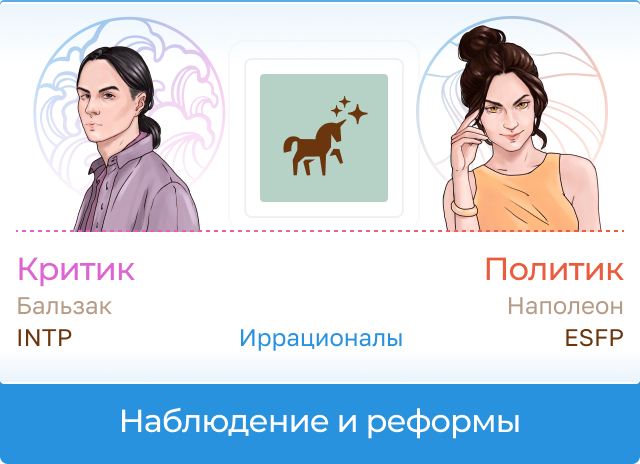 Критик
Политик
Бальзак
Наполеон
INTP
Иррационалы
ESFP
Наблюдение и реформы